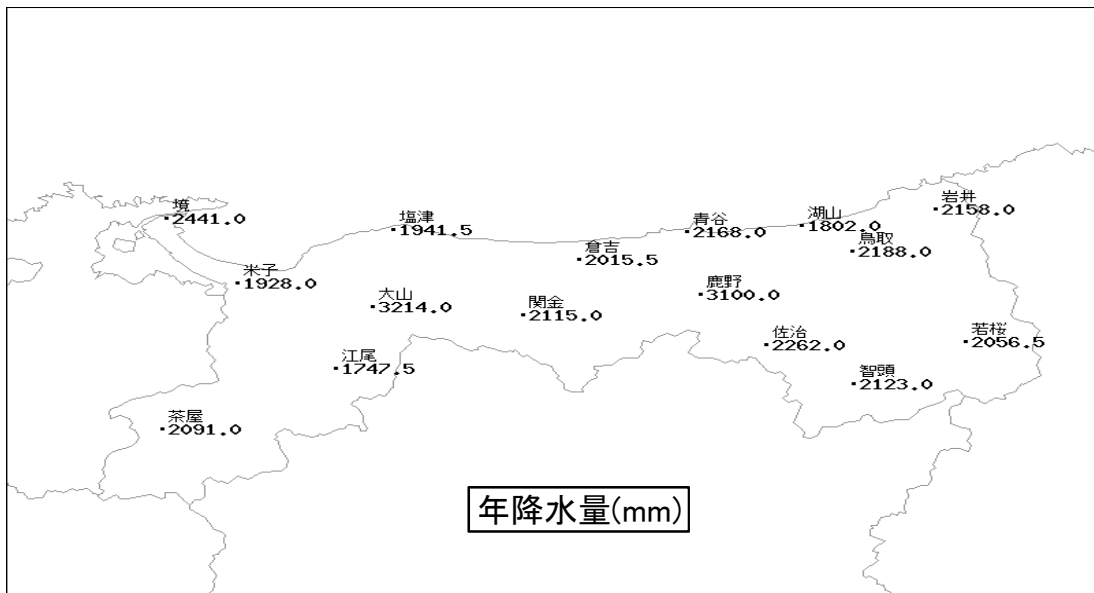 境
2441.0
塩津
1941.5
青谷
2168.0
湖山
1802.0
岩井
2158.0
鳥取
2188.0
倉吉
2015.5
米子
1928.0
大山
3214.0
関金
2115.0
鹿野
3100.0
佐治
2262.0
若桜
2056.5
江尾
1747.5
智頭
2123.0
茶屋
2091.0
年降水量(mm)